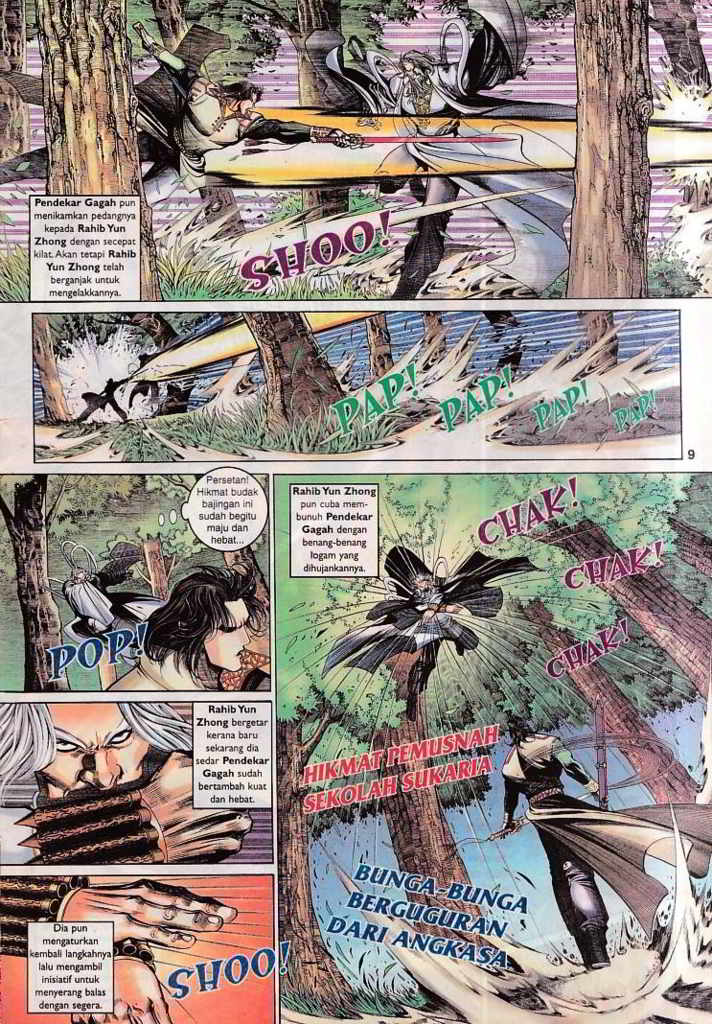 Pendekar Gagah pun
menikamkan pedangnya
kepada Rahib Yun
Zhong dengan secepat
kilat. Akan tetapi Rahib
Yun Zhong telah
berganjak untuk
mengelakkannya.
SHOO!
PAP!
PAP!
PAP!
PAP!
9
Persetan!
Hikmat budak
bajingan ini
sudah begitu
maju dan
hebat...
POP!
Rahib Yun Zhong
pun cuba mem-
bunuh Pendekar
Gagah dengan
benang-benang
logam yang
dihujankannya.
CHAK!
CHAK!
CHAK!
Rahib Yun
Zhong bergetar
kerana baru
sekarang dia
sedar Pendekar
Gagah sudah
bertambah kuat
dan hebat.
HIKMAT PEMUSNAH
SEKOLAH SUKARIA
BUNGA-BUNGA
BERGUGURAN
DARI ANGKASA
Dia pun
mengaturkan
kembali langkahnya
lalu mengambil
inisiatif untuk
menyerang balas
dengan segera.
SHOO!